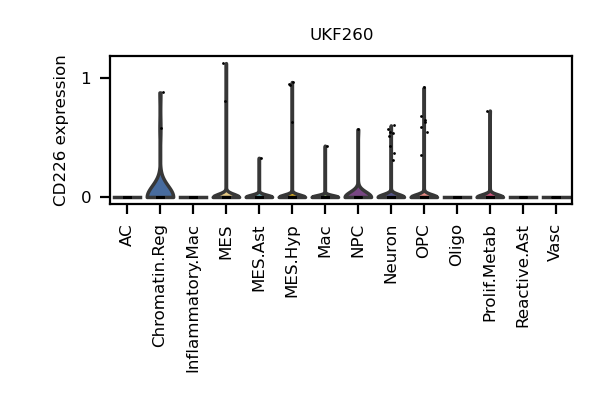 UKF260
CD226 expression
1
0
AC
Chromatin.Reg
Inflammatory.Mac
MES
MES.Ast
MES.Hyp
Mac
NPC
Neuron
OPC
Oligo
Prolif.Metab
Reactive.Ast
Vasc